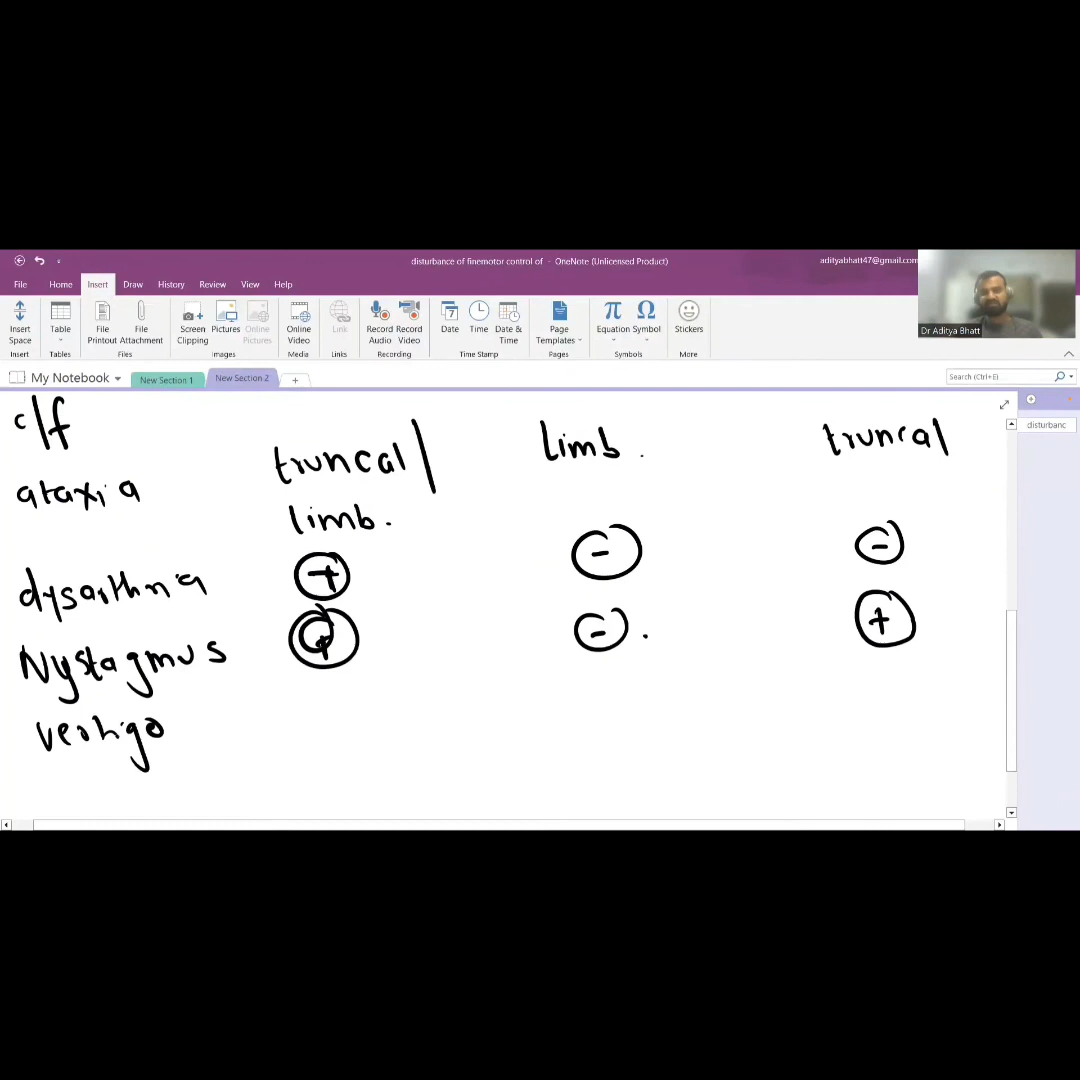 disturbance of finemotor control of - OneNote (Unlicensed Product)
adityabhatt47@gmail.com
File Home Insert Draw History Review View Help
Insert Space
Table
File Printout
File Attachment
Screen Clipping
Pictures
Online Pictures
Online Video
Link
Record Audio
Record Video
Date
Time
Date & Time
Page Templates
Equation
Symbol
Stickers
Insert Tables Files Images Media Links Recording Time Stamp Pages Symbols More
Dr Aditya Bhatt
My Notebook New Section 1 New Section 2 +
Search (Ctrl+E)
disturbanc
c/f
ataxia truncal/ limb. truncal
limb.
dysarthria + - -
Nystagmus + - . +
vertigo